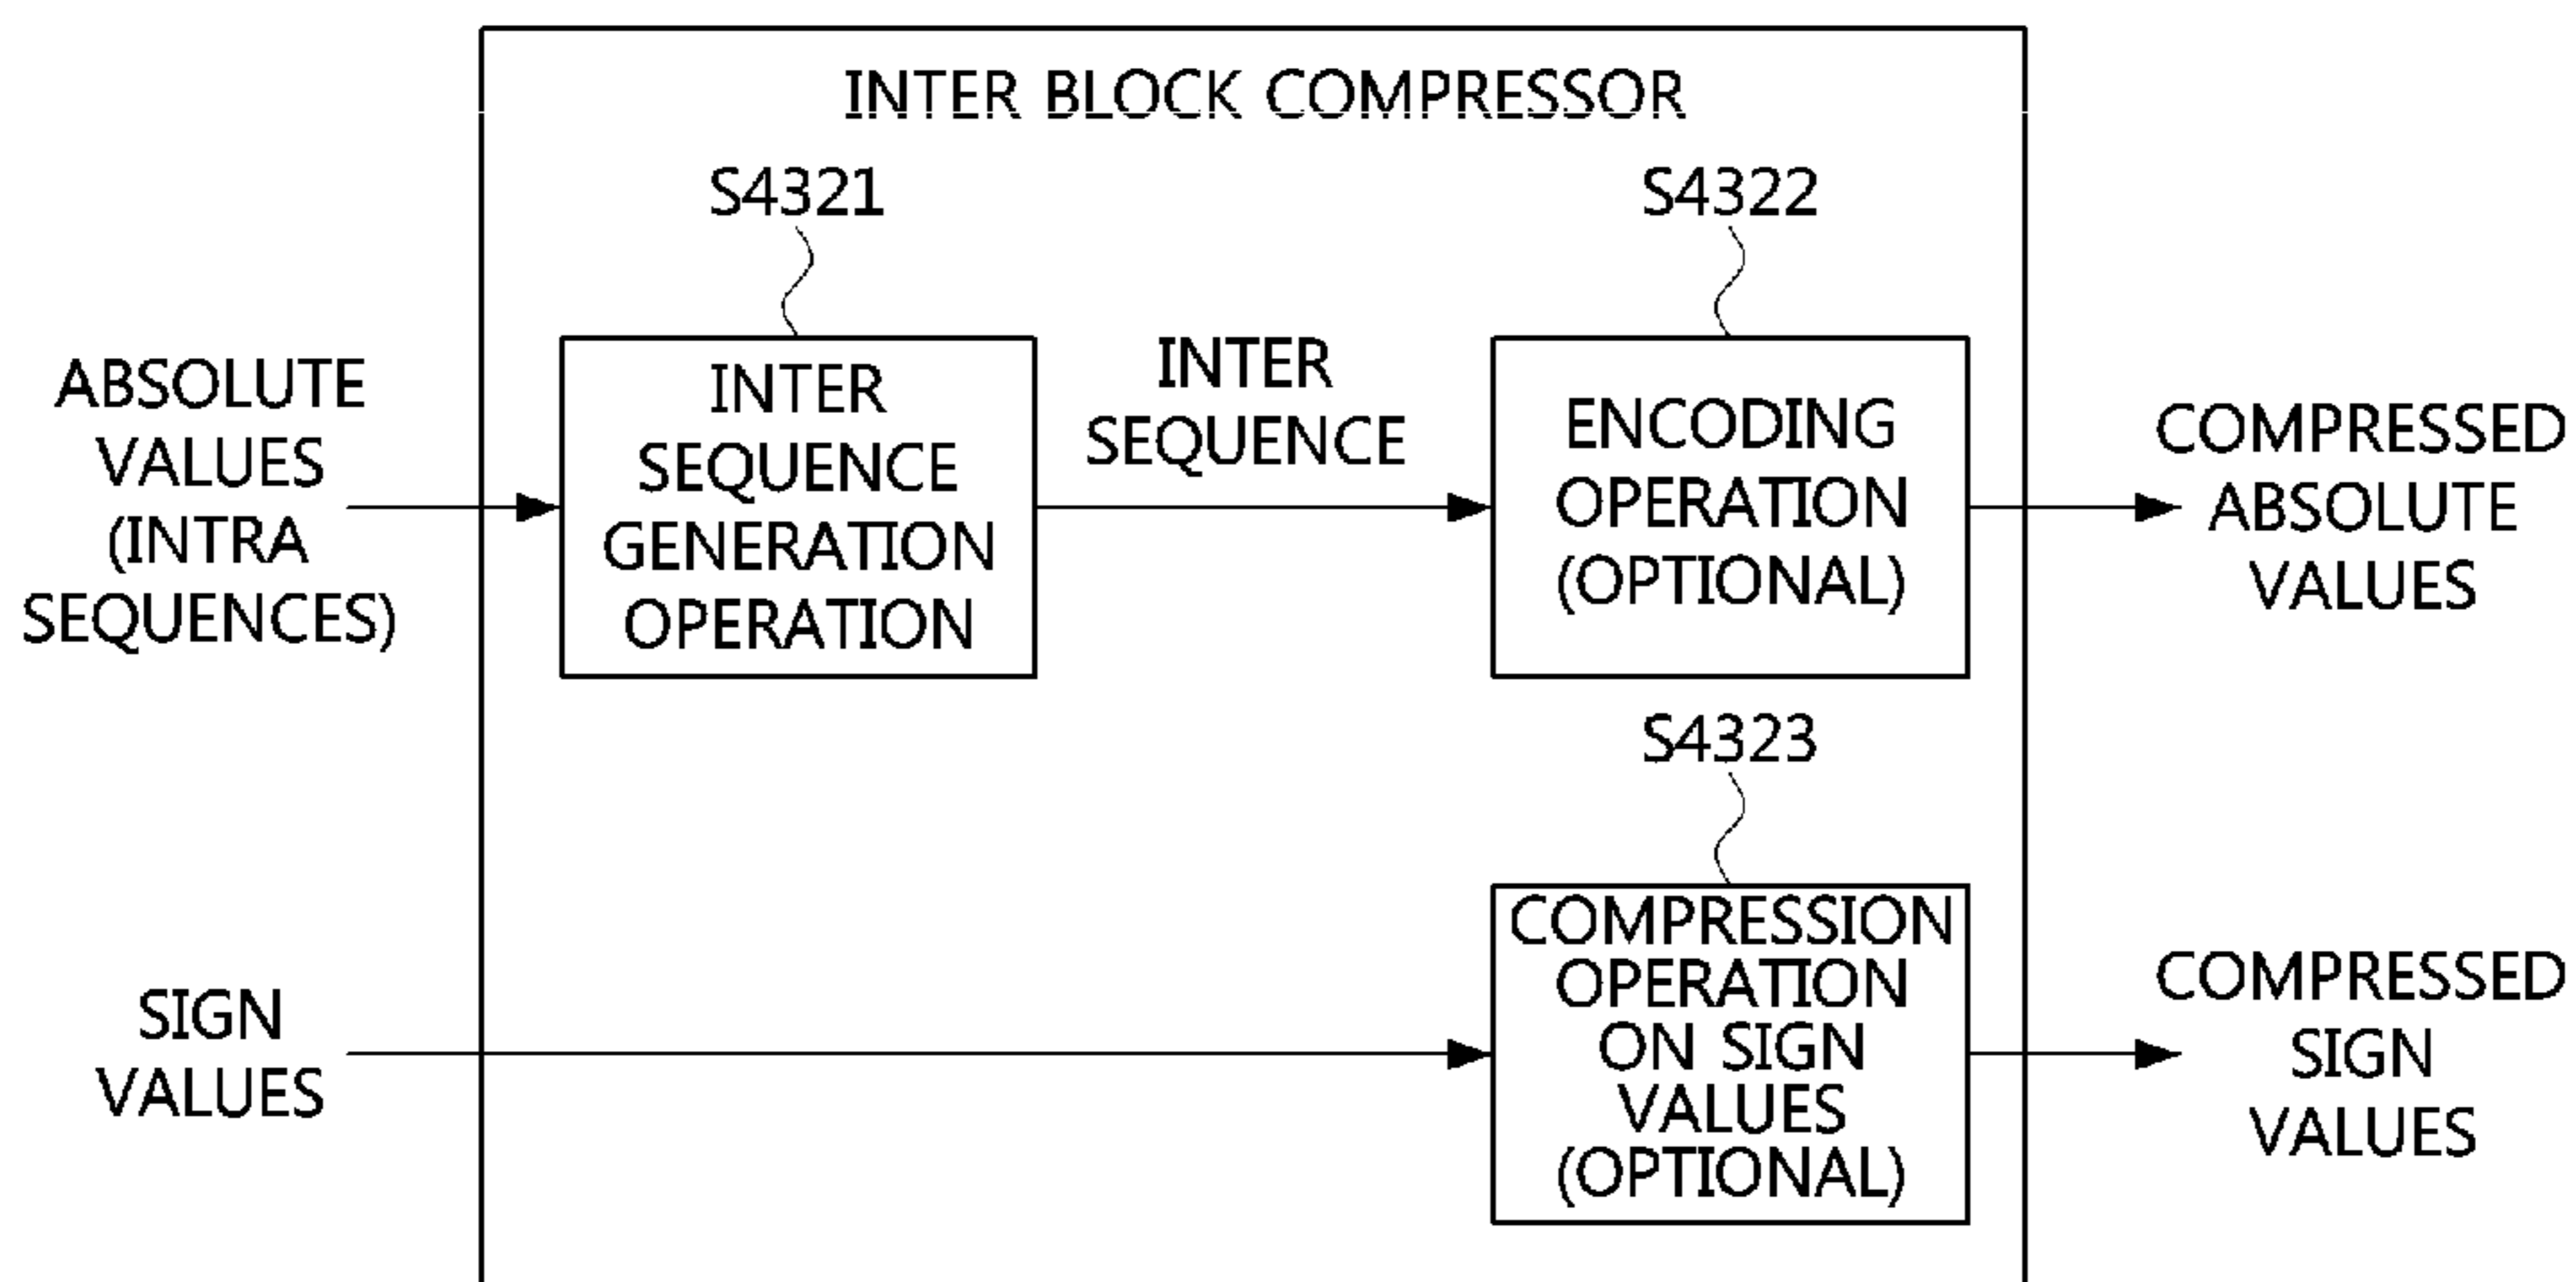 INTER BLOCK COMPRESSOR
S4321
S4322
ABSOLUTE
VALUES
(INTRA
SEQUENCES)
INTER
SEQUENCE
GENERATION
OPERATION
INTER
SEQUENCE
ENCODING
OPERATION
(OPTIONAL)
COMPRESSED
ABSOLUTE
VALUES
S4323
SIGN
VALUES
COMPRESSION
OPERATION
ON SIGN
VALUES
(OPTIONAL)
COMPRESSED
SIGN
VALUES